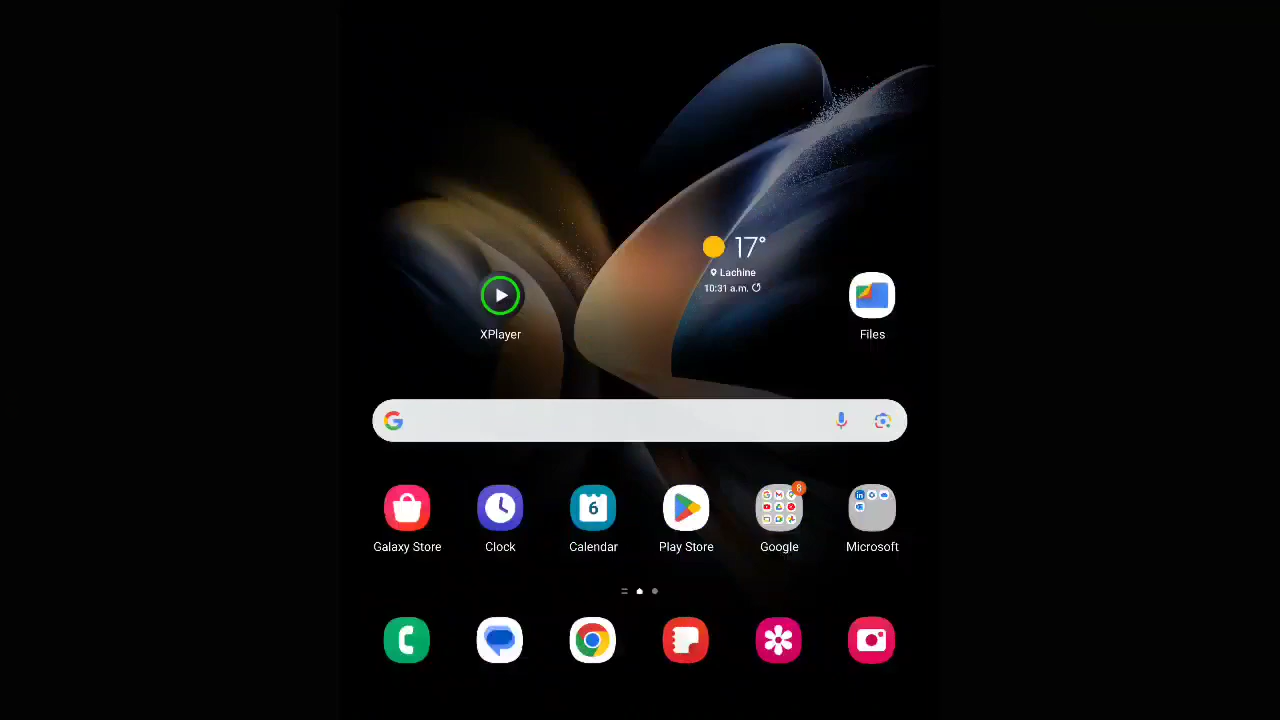 17°
Lachine
10:31 a.m.
XPlayer
Files
6
8
Galaxy Store
Clock
Calendar
Play Store
Google
Microsoft